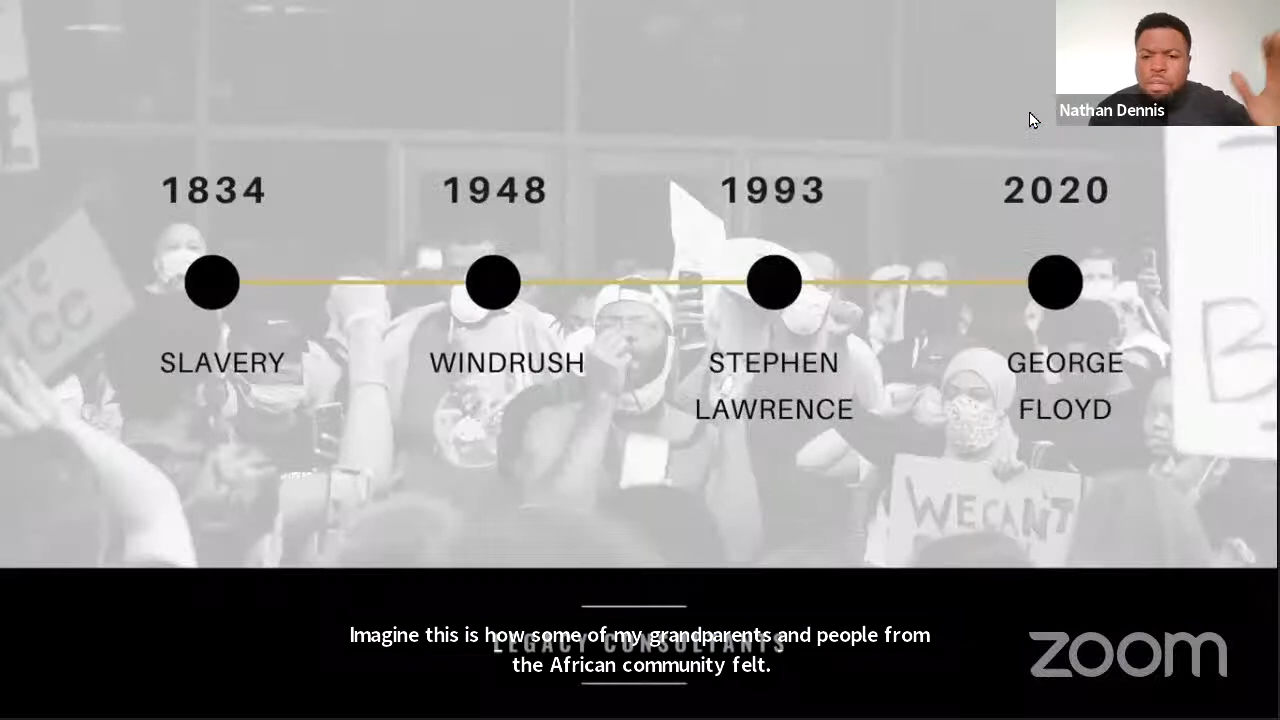 Nathan Dennis
1834 1948 1993 2020
SLAVERY WINDRUSH STEPHEN GEORGE
LAWRENCE FLOYD
WE CAN'T
B
LEGACY CONSULTANTS
Imagine this is how some of my grandparents and people from
the African community felt.
zoom